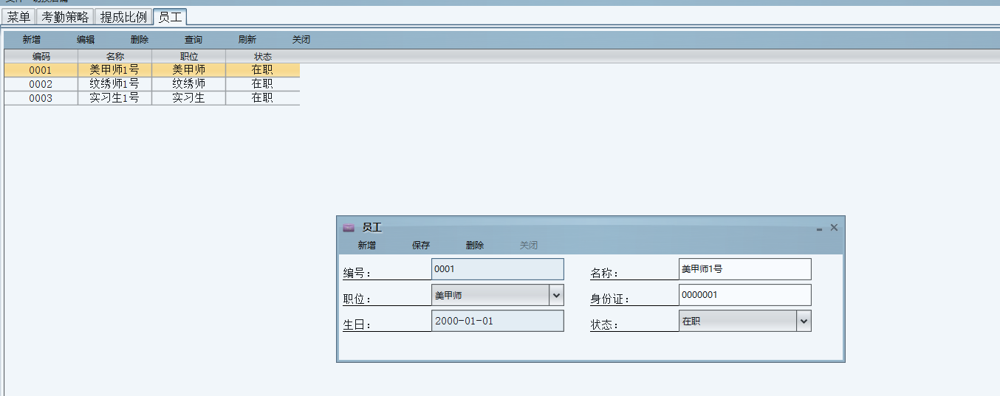 菜单 考勤策略 提成比例 员工
新增 编辑 删除 查询 刷新 关闭
编码 名称 职位 状态
0001 美甲师1号 美甲师 在职
0002 纹绣师1号 纹绣师 在职
0003 实习生1号 实习生 在职
员工
新增 保存 删除 关闭
编号： 0001 名称： 美甲师1号
职位： 美甲师 身份证： 0000001
生日： 2000-01-01 状态： 在职